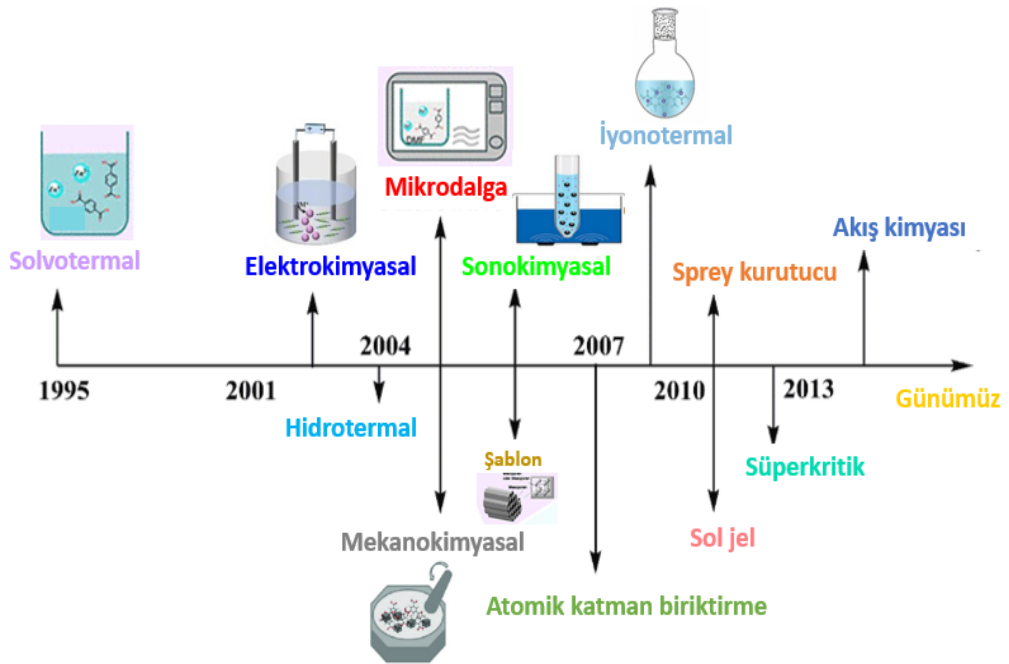 İyonotermal
DMF
Mikrodalga
Akış kimyası
Solvotermal
Elektrokimyasal
Sonokimyasal
Sprey kurutucu
2004
2007
1995
2001
2010
2013
Günümüz
Hidrotermal
Şablon
Süperkritik
Mekanokimyasal
Sol jel
Atomik katman biriktirme